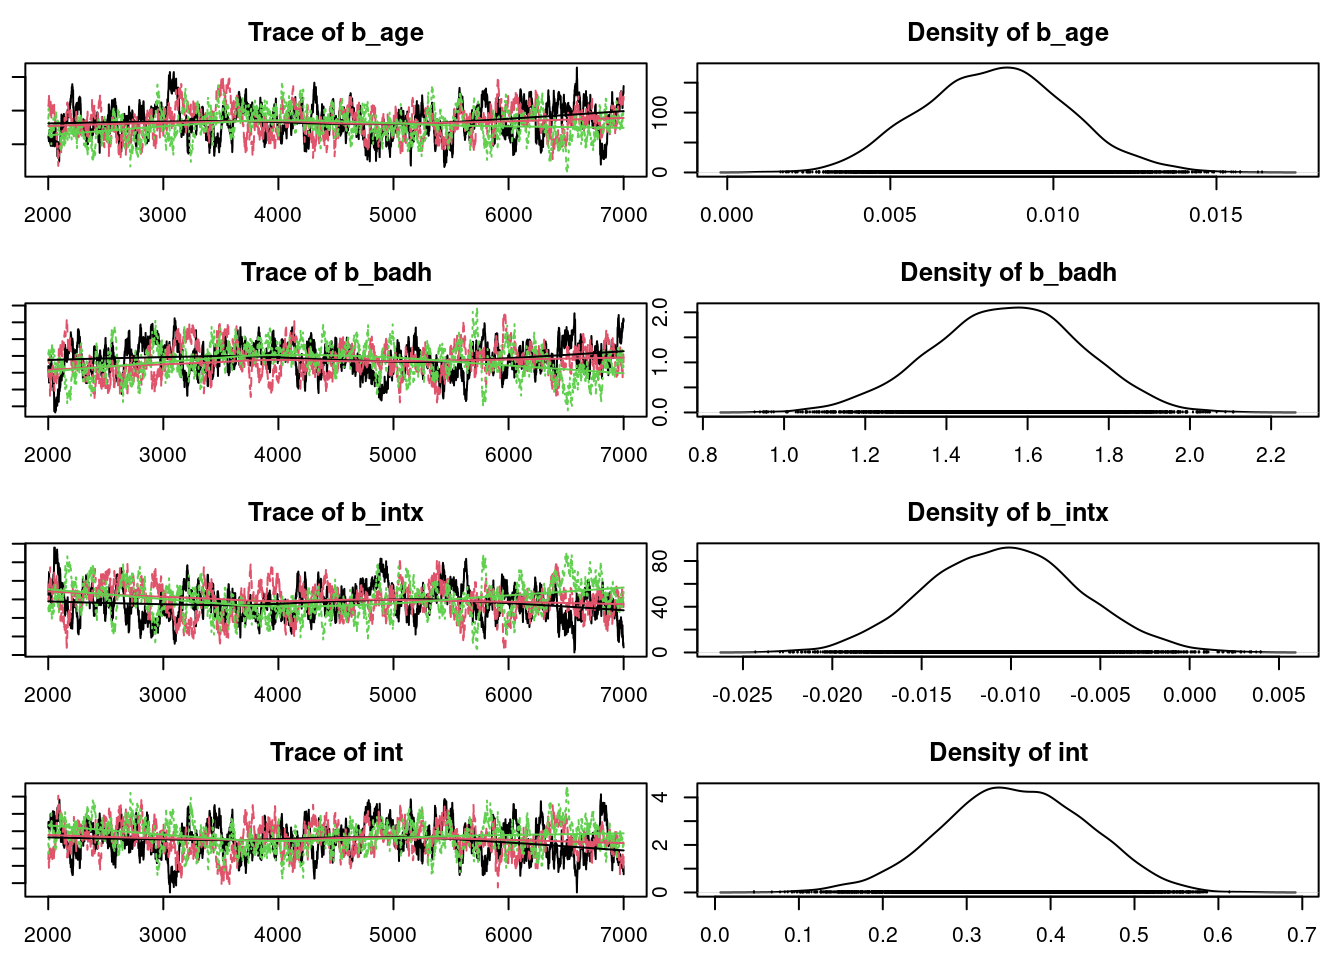 Trace of b_age
2000 3000 4000 5000 6000 7000
Density of b_age
0 100
0.000 0.005 0.010 0.015
Trace of b_badh
2000 3000 4000 5000 6000 7000
Density of b_badh
0.0 1.0 2.0
0.8 1.0 1.2 1.4 1.6 1.8 2.0 2.2
Trace of b_intx
2000 3000 4000 5000 6000 7000
Density of b_intx
0 40 80
-0.025 -0.020 -0.015 -0.010 -0.005 0.000 0.005
Trace of int
2000 3000 4000 5000 6000 7000
Density of int
0 2 4
0.0 0.1 0.2 0.3 0.4 0.5 0.6 0.7